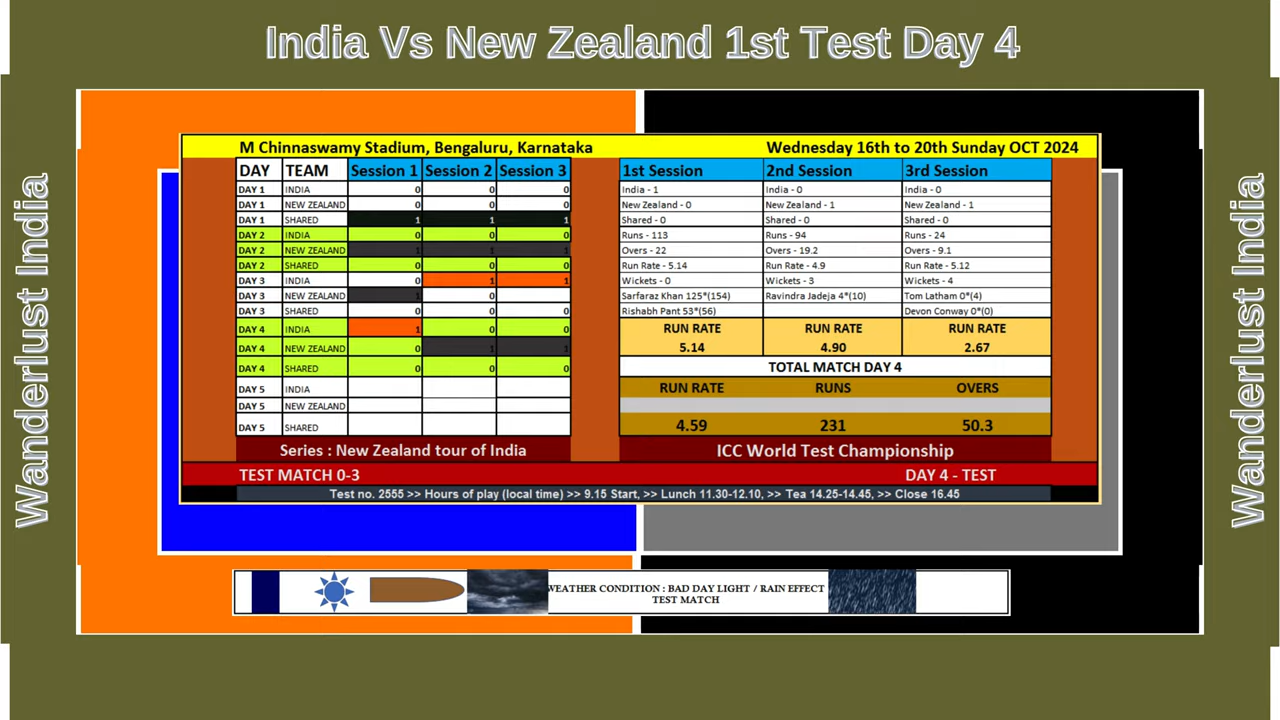 India Vs New Zealand 1st Test Day 4
Wanderlust India
Wanderlust India
M Chinnaswamy Stadium, Bengaluru, Karnataka
Wednesday 16th to 20th Sunday OCT 2024
DAY TEAM Session 1 Session 2 Session 3
DAY 1 INDIA 0 0 0
DAY 1 NEW ZEALAND 0 0 0
DAY 1 SHARED 1 1 1
DAY 2 INDIA 0 0 0
DAY 2 NEW ZEALAND 1 1 1
DAY 2 SHARED 0 0 0
DAY 3 INDIA 0 1 1
DAY 3 NEW ZEALAND 1 0 0
DAY 3 SHARED 0 0 0
DAY 4 INDIA 1 0 0
DAY 4 NEW ZEALAND 0 1 1
DAY 4 SHARED 0 0 0
DAY 5 INDIA
DAY 5 NEW ZEALAND
DAY 5 SHARED
Series : New Zealand tour of India
1st Session 2nd Session 3rd Session
India - 1 India - 0 India - 0
New Zealand - 0 New Zealand - 1 New Zealand - 1
Shared - 0 Shared - 0 Shared - 0
Runs - 113 Runs - 94 Runs - 24
Overs - 22 Overs - 19.2 Overs - 9.1
Run Rate - 5.14 Run Rate - 4.9 Run Rate - 5.12
Wickets - 0 Wickets - 3 Wickets - 4
Sarfaraz Khan 125*(154) Ravindra Jadeja 4*(10) Tom Latham 0*(4)
Rishabh Pant 53*(56) Devon Conway 0*(0)
RUN RATE RUN RATE RUN RATE
5.14 4.90 2.67
TOTAL MATCH DAY 4
RUN RATE RUNS OVERS
4.59 231 50.3
ICC World Test Championship
TEST MATCH 0-3
DAY 4 - TEST
Test no. 2555 >> Hours of play (local time) >> 9.15 Start, >> Lunch 11.30-12.10, >> Tea 14.25-14.45, >> Close 16.45
WEATHER CONDITION : BAD DAY LIGHT / RAIN EFFECT
TEST MATCH